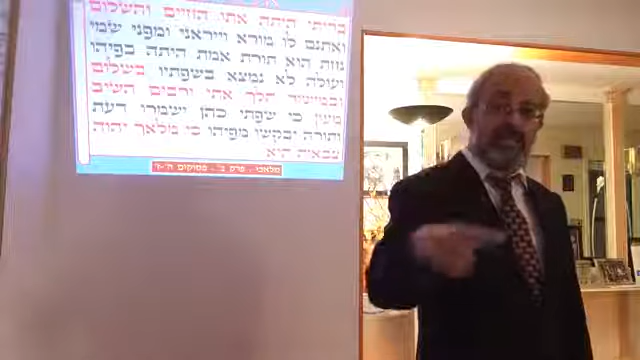 בריתי היתה אתו החיים והשלום
ואתנם לו מורא וייראני ומפני שמי
נחת הוא תורת אמת היתה בפיהו
ועולה לא נמצא בשפתיו בשלום
ובמישור הלך אתי ורבים השיב
מעון כי שפתי כהן ישמרו דעת
ותורה יבקשו מפיהו כי מלאך יהוה
צבאות הוא
מלאכי - פרק ב' - פסוקים ה'-ז'